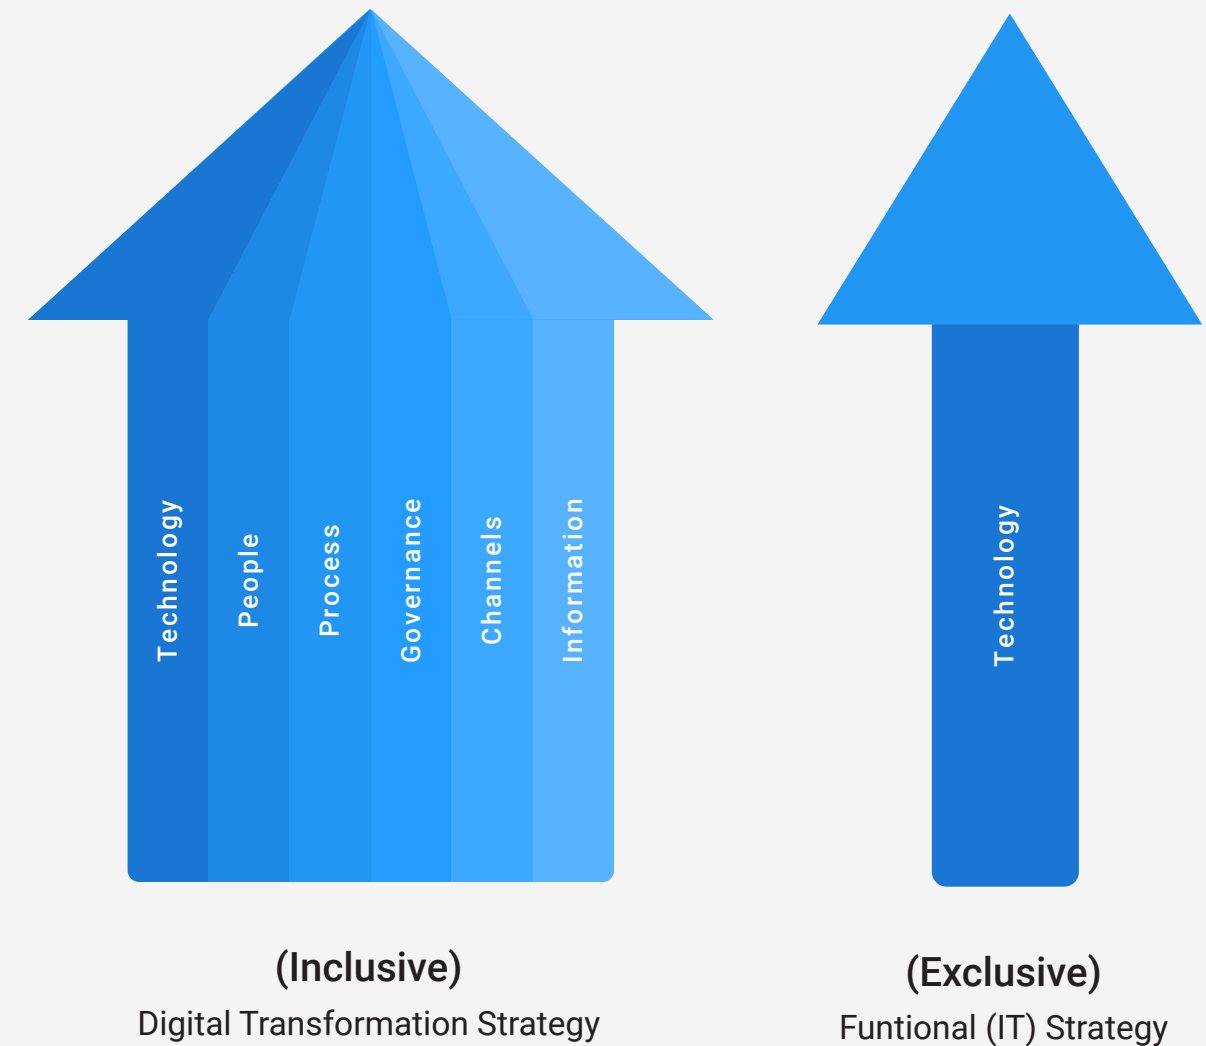 Technology
People
Process
Governance
Channels
Information
Technology
(Inclusive)
Digital Transformation Strategy
(Exclusive)
Funtional (IT) Strategy